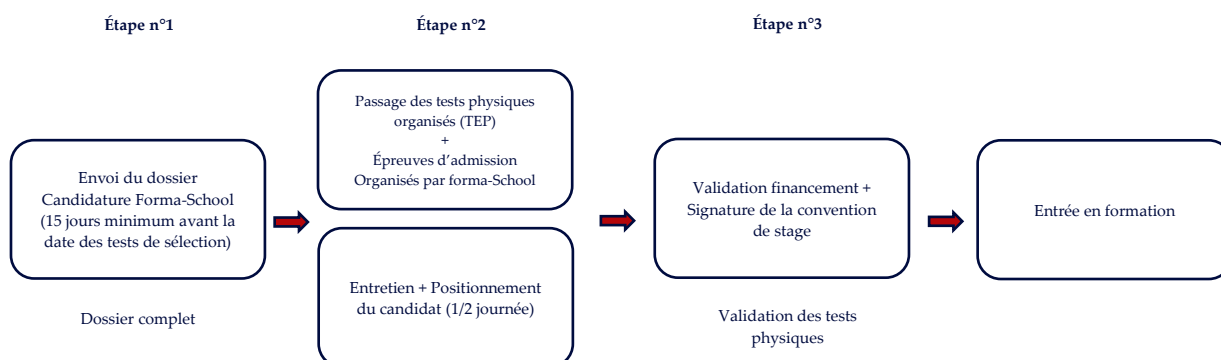 Étape n°1
Étape n°2
Étape n°3
Envoi du dossier
Candidature Forma-School
(15 jours minimum avant la
date des tests de sélection)
Dossier complet
Passage des tests physiques
organisés (TEP)
+
Épreuves d’admission
Organisés par forma-School
Entretien + Positionnement
du candidat (1/2 journée)
Validation financement +
Signature de la convention
de stage
Validation des tests
physiques
Entrée en formation